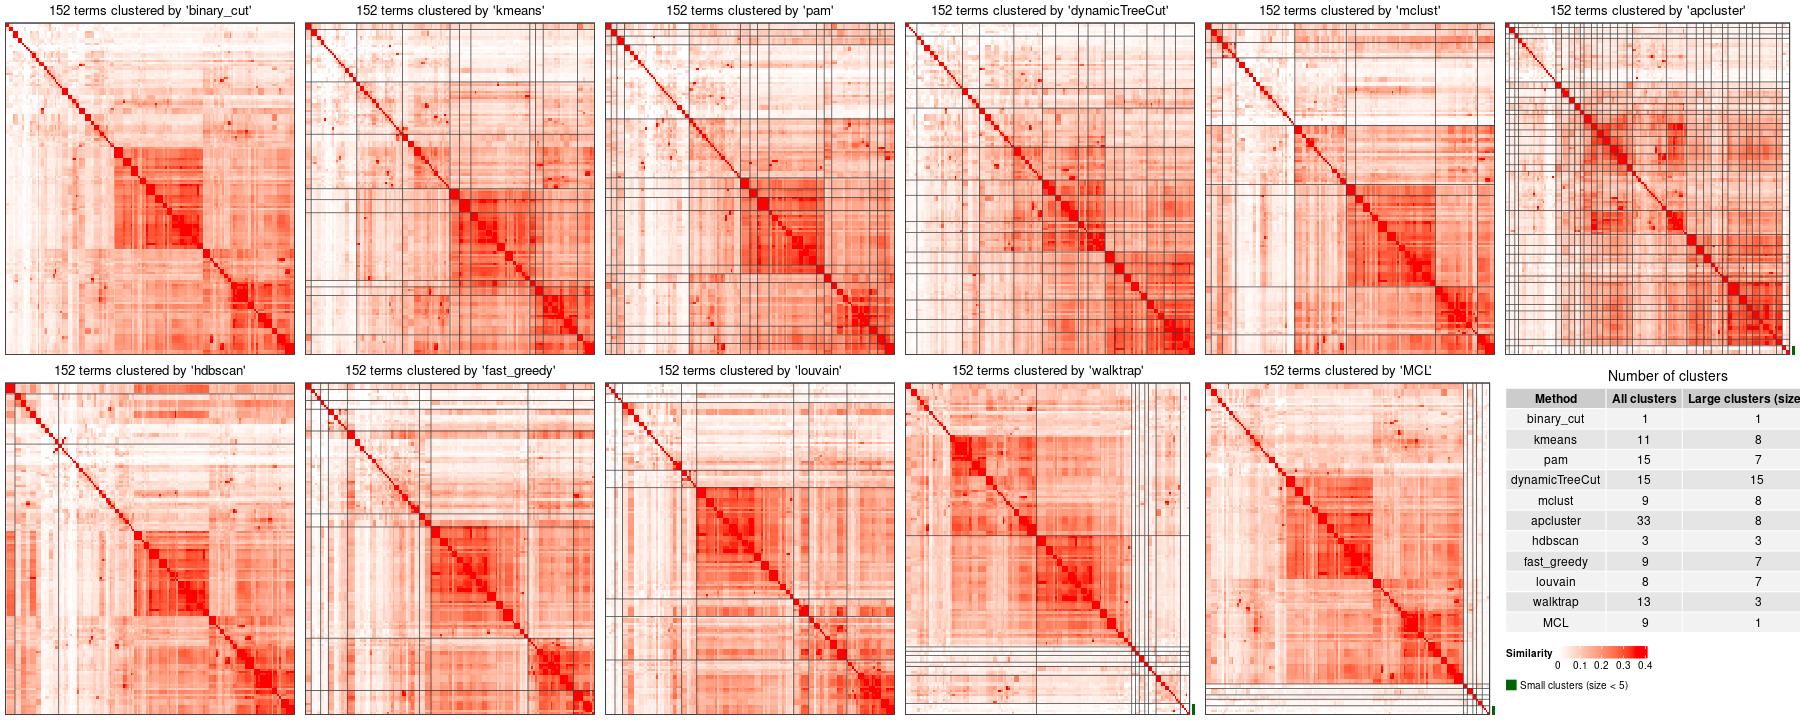 152 terms clustered by 'binary_cut'
152 terms clustered by 'kmeans'
152 terms clustered by 'pam'
152 terms clustered by 'dynamicTreeCut'
152 terms clustered by 'mclust'
152 terms clustered by 'apcluster'
152 terms clustered by 'hdbscan'
152 terms clustered by 'fast_greedy'
152 terms clustered by 'louvain'
152 terms clustered by 'walktrap'
152 terms clustered by 'MCL'
Number of clusters
Method All clusters Large clusters (size
binary_cut 1 1
kmeans 11 8
pam 15 7
dynamicTreeCut 15 15
mclust 9 8
apcluster 33 8
hdbscan 3 3
fast_greedy 9 7
louvain 8 7
walktrap 13 3
MCL 9 1
Similarity
0 0.1 0.2 0.3 0.4
Small clusters (size < 5)